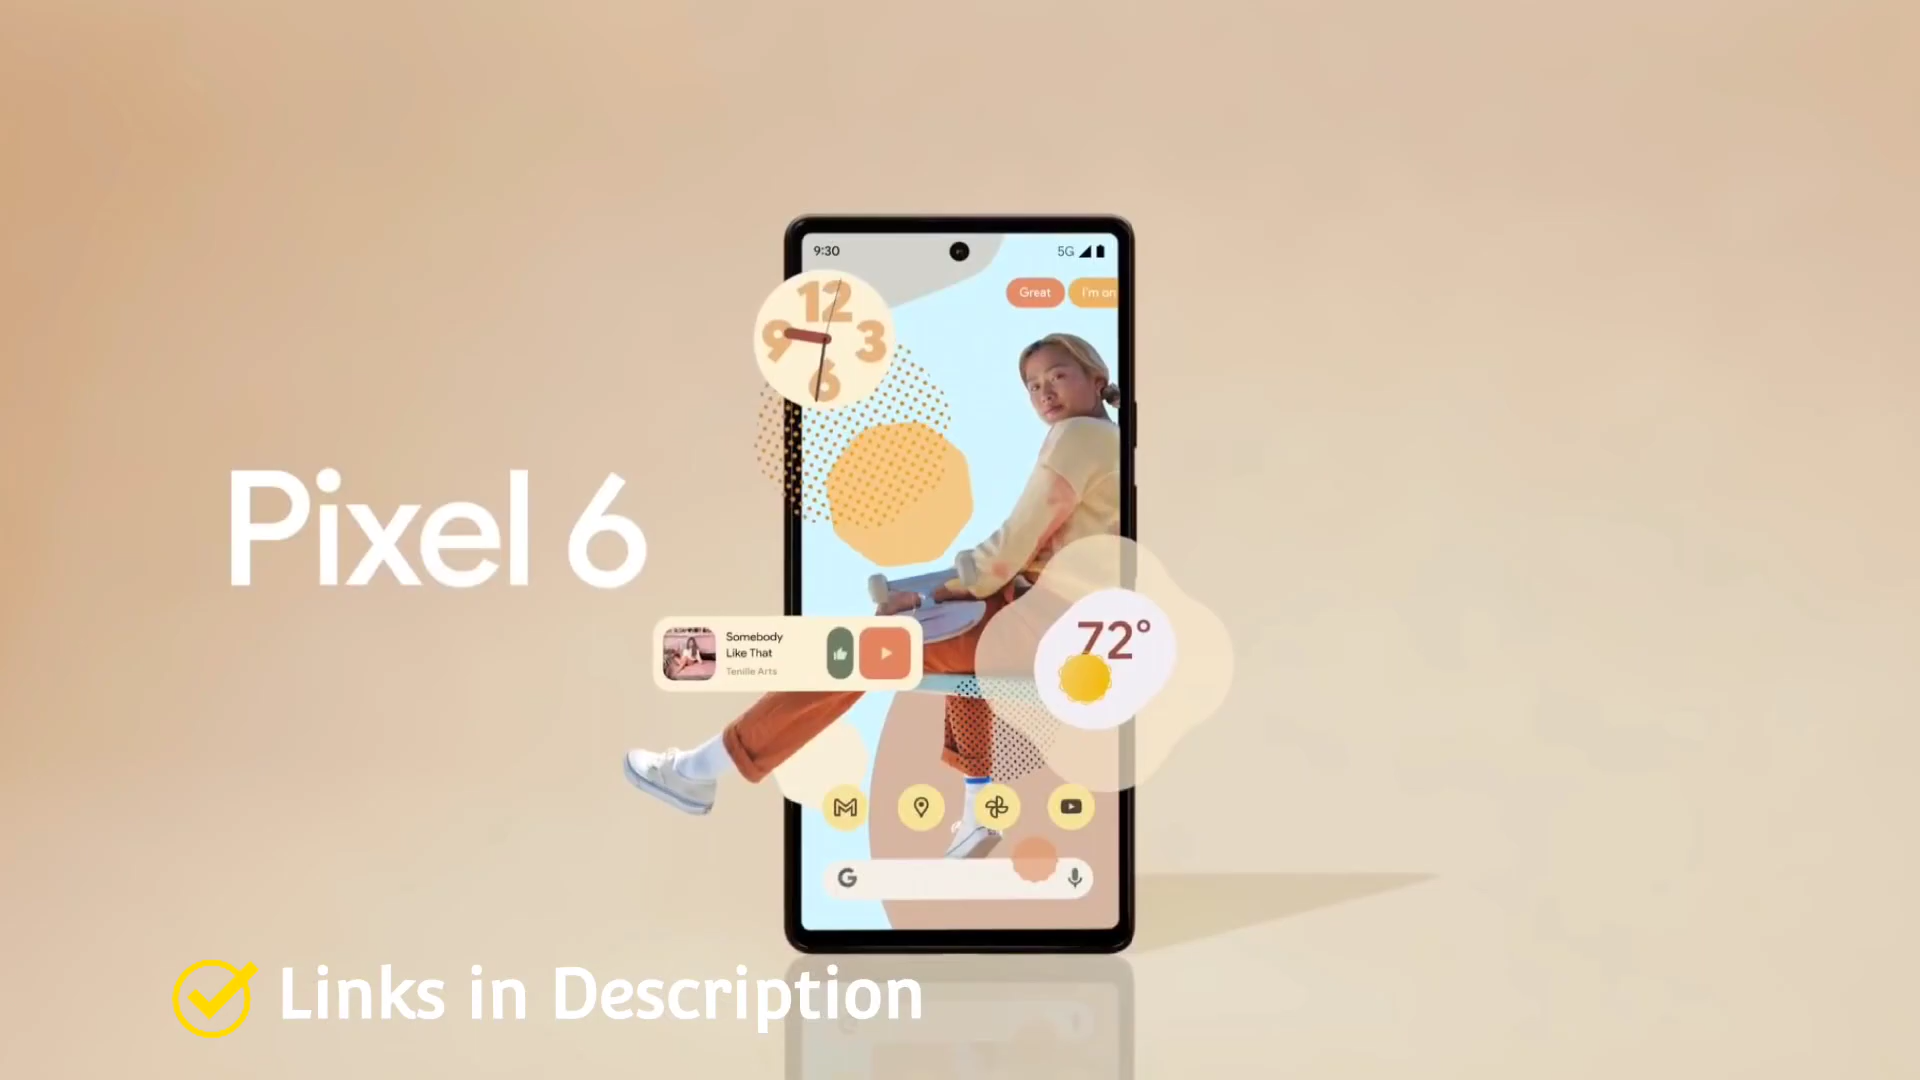 9:30
5G
Great
I'm on
12
9
3
6
Pixel 6
Somebody
Like That
Tenille Arts
72°
G
Links in Description